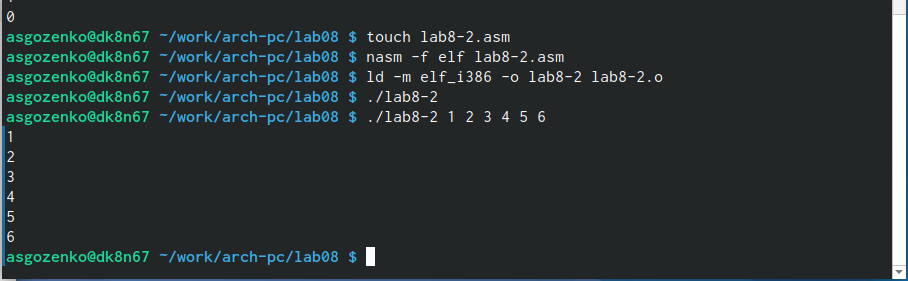 0
asgozenko@dk8n67 ~/work/arch-pc/lab08 $ touch lab8-2.asm
asgozenko@dk8n67 ~/work/arch-pc/lab08 $ nasm -f elf lab8-2.asm
asgozenko@dk8n67 ~/work/arch-pc/lab08 $ ld -m elf_i386 -o lab8-2 lab8-2.o
asgozenko@dk8n67 ~/work/arch-pc/lab08 $ ./lab8-2
asgozenko@dk8n67 ~/work/arch-pc/lab08 $ ./lab8-2 1 2 3 4 5 6
1
2
3
4
5
6
asgozenko@dk8n67 ~/work/arch-pc/lab08 $